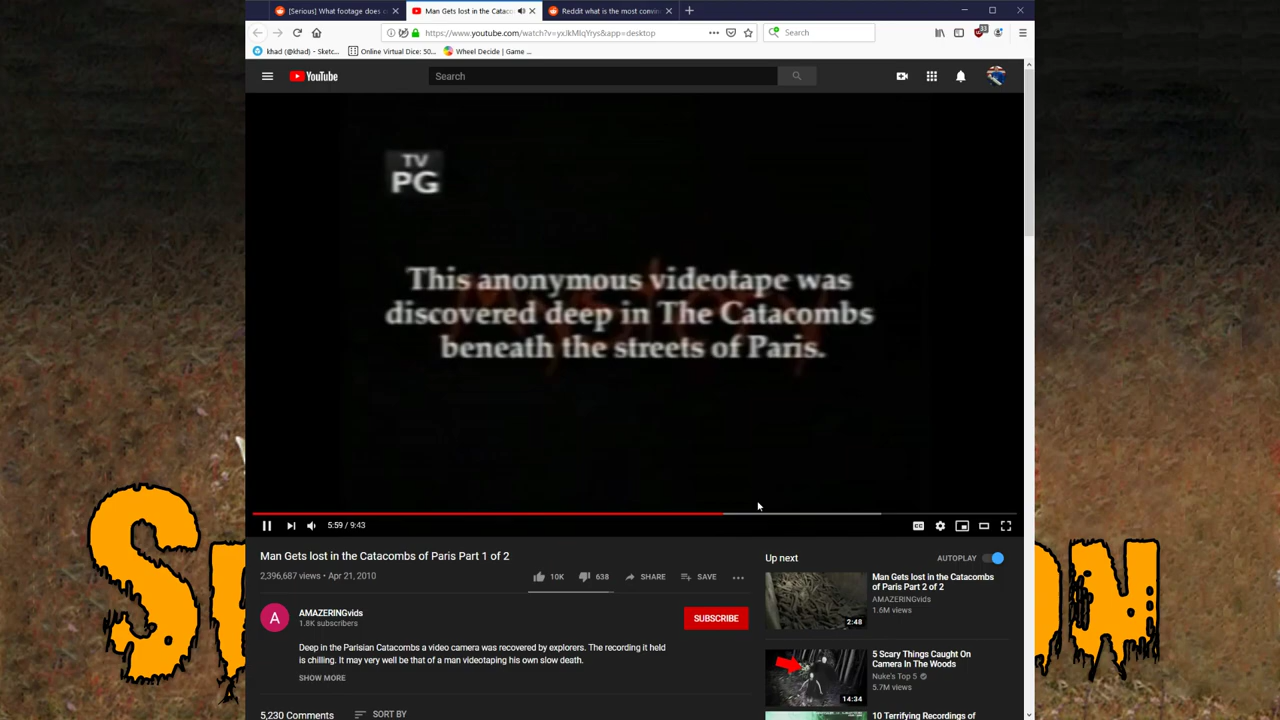 [Serious] What footage does c
Man Gets lost in the Cataco
Reddit what is the most convi
https://www.youtube.com/watch?v=yxJkMlqYrys&app=desktop
Search
33
khad (@khad) - Sketc...
Online Virtual Dice: 50...
Wheel Decide | Game ...
YouTube
Search
TV
PG
This anonymous videotape was
discovered deep in The Catacombs
beneath the streets of Paris.
5:59 / 9:43
CC
Man Gets lost in the Catacombs of Paris Part 1 of 2
2,396,687 views • Apr 21, 2010
10K
638
SHARE
SAVE
A
AMAZERINGvids
1.8K subscribers
SUBSCRIBE
Deep in the Parisian Catacombs a video camera was recovered by explorers. The recording it held
is chilling. It may very well be that of a man videotaping his own slow death.
SHOW MORE
5,230 Comments
SORT BY
Up next
AUTOPLAY
Man Gets lost in the Catacombs
of Paris Part 2 of 2
AMAZERINGvids
1.6M views
2:48
5 Scary Things Caught On
Camera In The Woods
Nuke's Top 5
5.7M views
14:34
10 Terrifying Recordings of